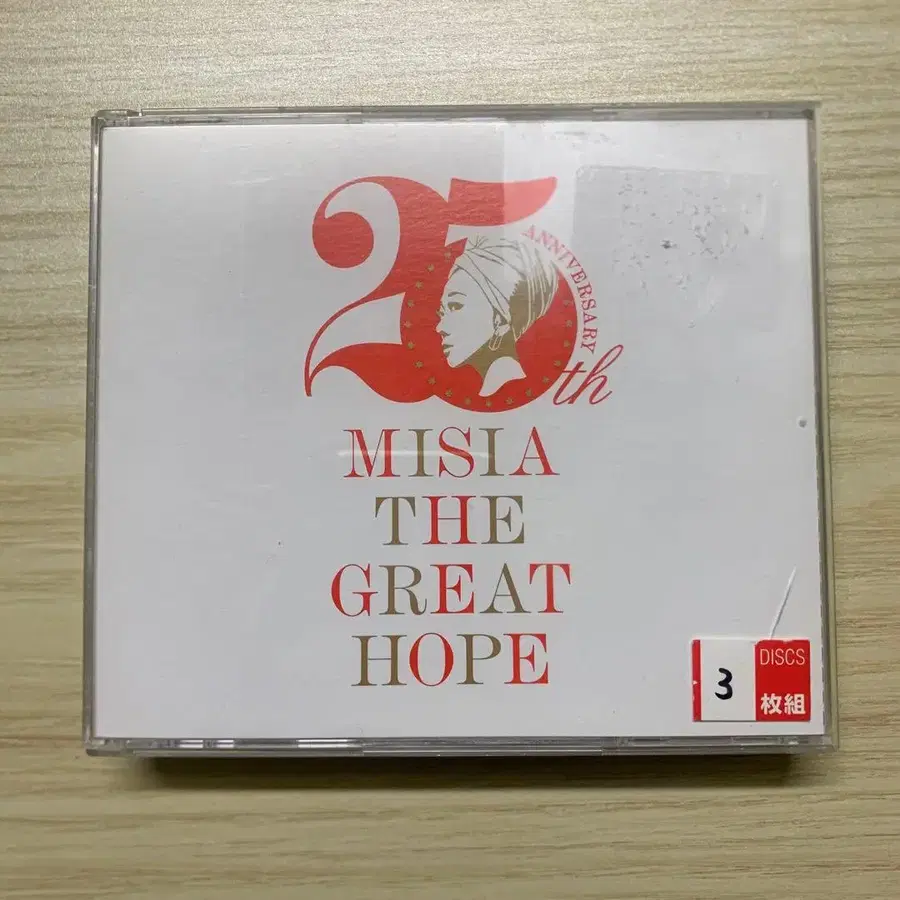 25th
ANNIVERSARY
MISIA
THE
GREAT
HOPE
3
DISCS
枚組